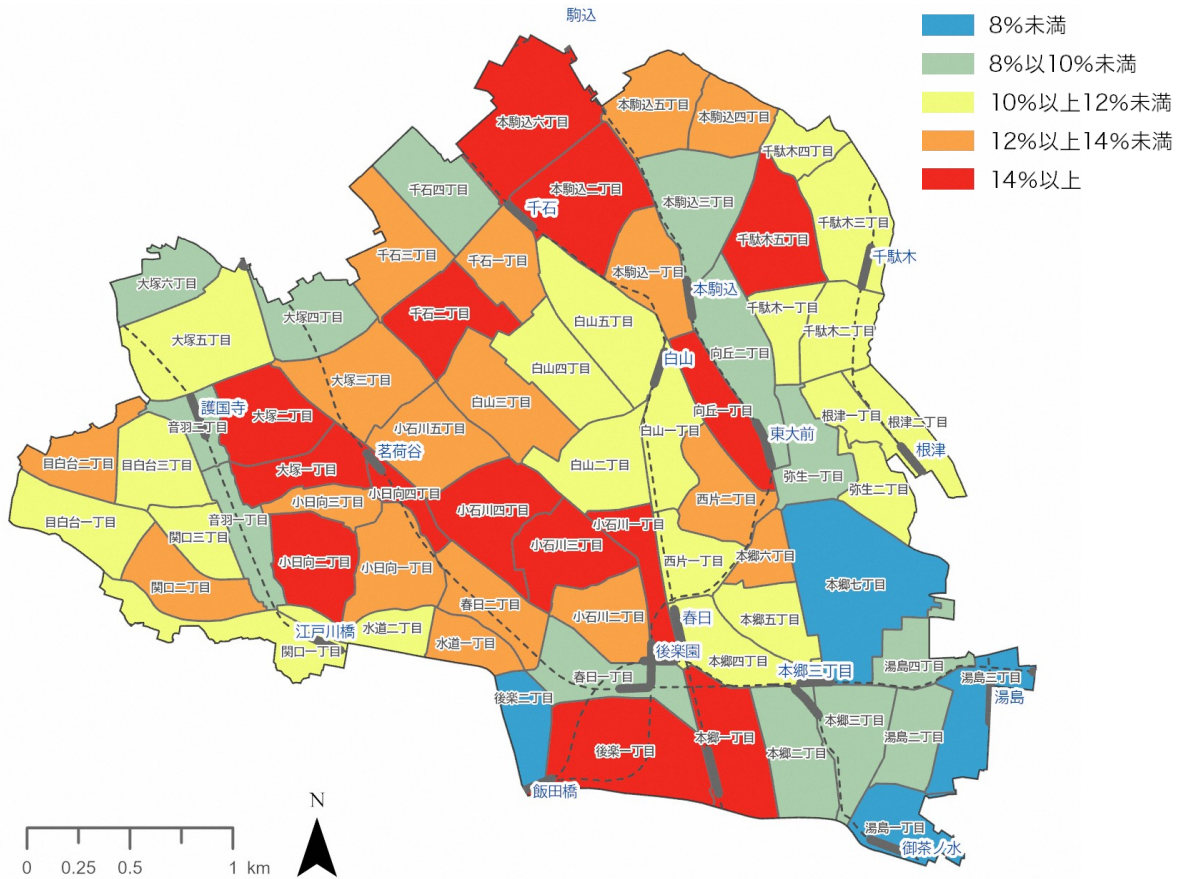 駒込
8%未満
8%以10%未満
10%以上12%未満
12%以上14%未満
14%以上
本駒込六丁目
本駒込五丁目
本駒込四丁目
千駄木四丁目
千石四丁目
本駒込二丁目
本駒込三丁目
千石
千駄木三丁目
千駄木五丁目
千石三丁目
千石一丁目
本駒込一丁目
千駄木
大塚六丁目
本駒込
千石二丁目
大塚四丁目
白山五丁目
千駄木一丁目
千駄木二丁目
大塚五丁目
向丘二丁目
白山
白山四丁目
大塚三丁目
白山三丁目
護国寺
大塚二丁目
音羽二丁目
小石川五丁目
向丘一丁目
白山一丁目
根津一丁目
根津二丁目
東大前
根津
茗荷谷
目白台二丁目
目白台三丁目
大塚一丁目
白山二丁目
弥生一丁目
弥生二丁目
小日向四丁目
小日向三丁目
西片二丁目
小石川四丁目
目白台一丁目
音羽一丁目
小石川一丁目
関口三丁目
小石川三丁目
小日向二丁目
小日向一丁目
西片一丁目
本郷六丁目
関口二丁目
本郷七丁目
春日二丁目
小石川二丁目
春日
本郷五丁目
江戸川橋
水道二丁目
水道一丁目
関口一丁目
後楽園
本郷四丁目
本郷三丁目
湯島四丁目
湯島三丁目
春日一丁目
湯島
後楽二丁目
本郷三丁目
本郷一丁目
湯島二丁目
後楽一丁目
本郷二丁目
飯田橋
湯島一丁目
御茶ノ水
N
0 0.25 0.5 1 km